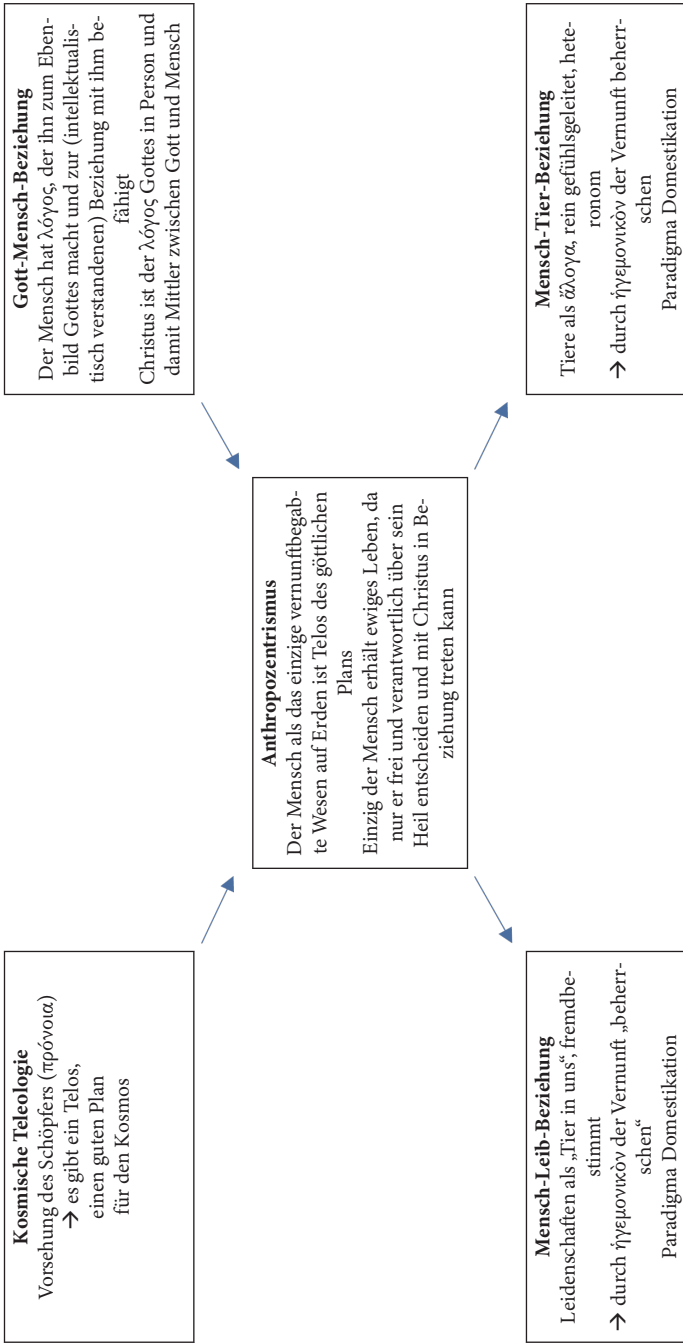 Kosmische Teleologie
Vorsehung des Schöpfers (πρόνοια)
→ es gibt ein Telos,
einen guten Plan
für den Kosmos
Gott-Mensch-Beziehung
Der Mensch hat λόγος, der ihn zum Eben-
bild Gottes macht und zur (intellektualis-
tisch verstandenen) Beziehung mit ihm be-
fähigt
Christus ist der λόγος Gottes in Person und
damit Mittler zwischen Gott und Mensch
Anthropozentrismus
Der Mensch als das einzige vernunftbegab-
te Wesen auf Erden ist Telos des göttlichen
Plans
Einzig der Mensch erhält ewiges Leben, da
nur er frei und verantwortlich über sein
Heil entscheiden und mit Christus in Be-
ziehung treten kann
Mensch-Leib-Beziehung
Leidenschaften als „Tier in uns“, fremdbe-
stimmt
→ durch ἡγεμονικὸν der Vernunft „beherr-
schen“
Paradigma Domestikation
Mensch-Tier-Beziehung
Tiere als ἄλογα, rein gefühlsgeleitet, hete-
ronom
→ durch ἡγεμονικὸν der Vernunft beherr-
schen
Paradigma Domestikation